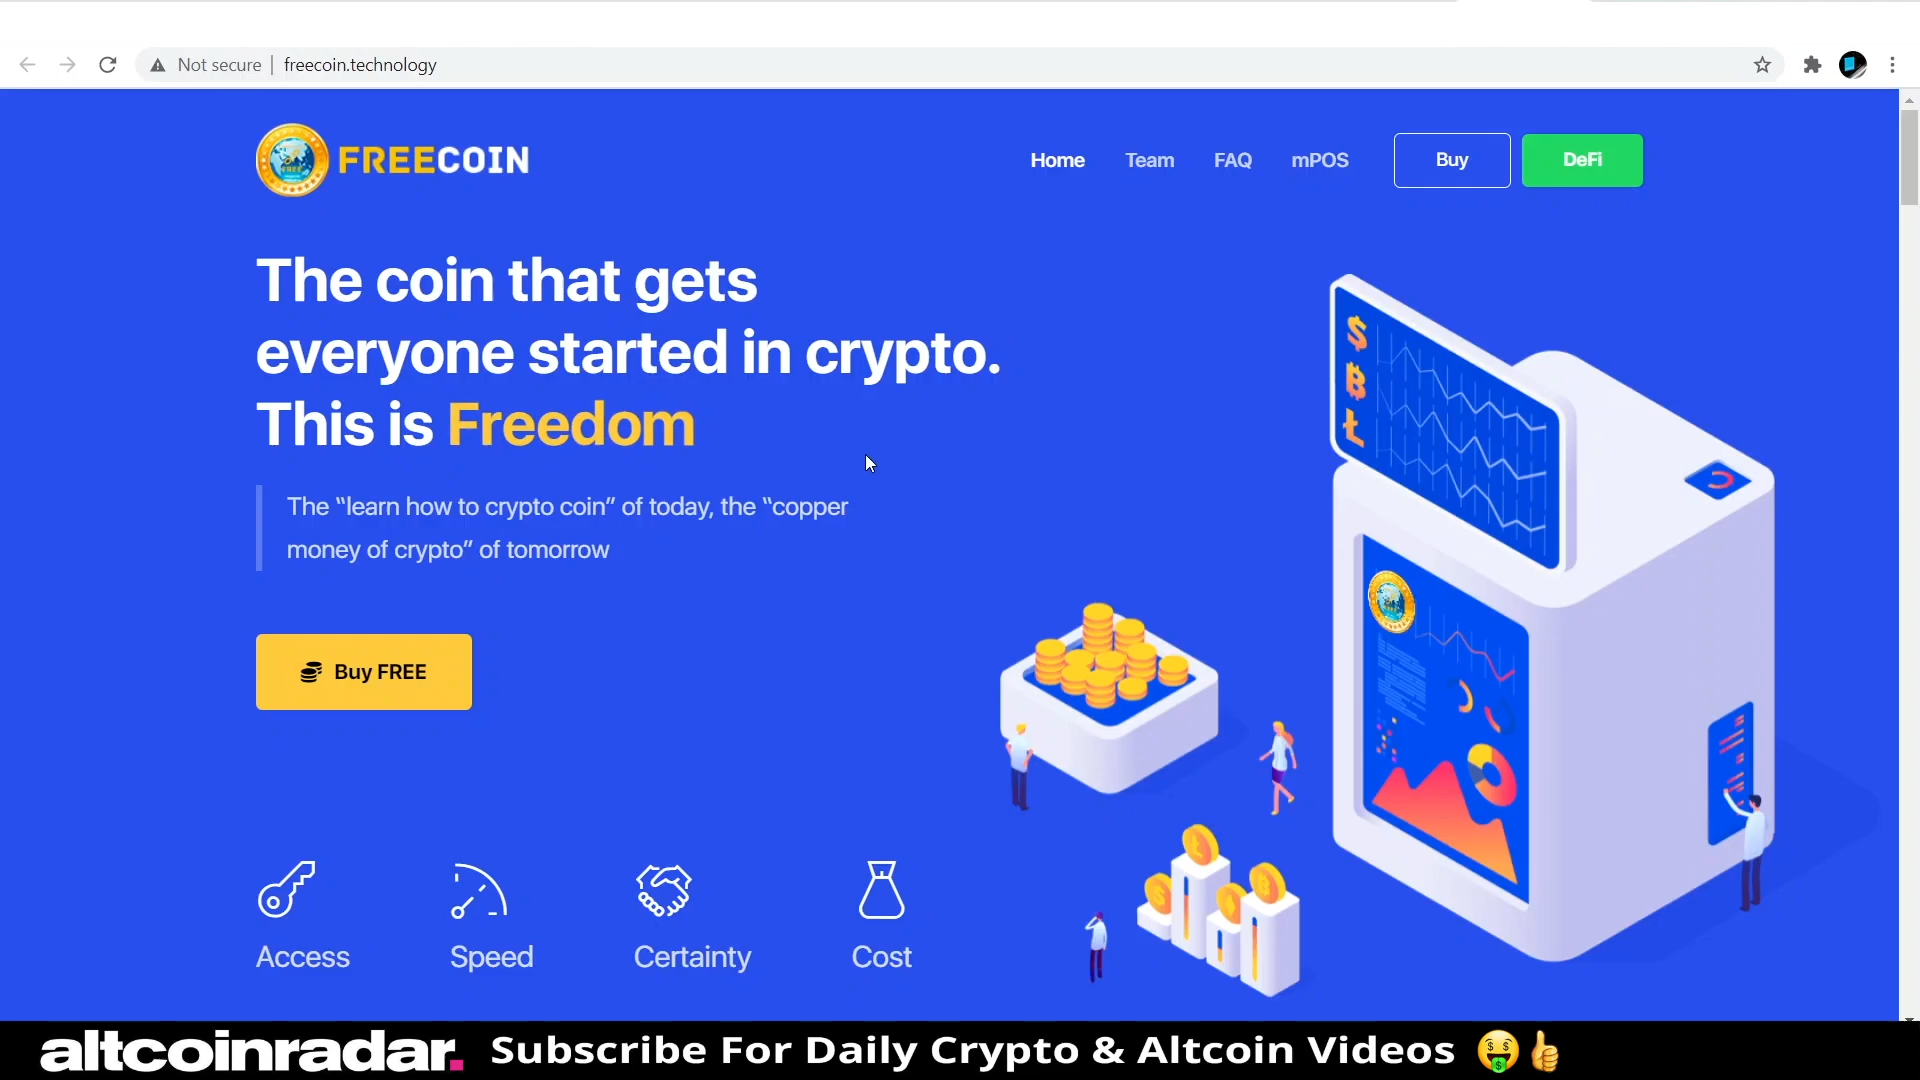 Not secure | freecoin.technology
FREECOIN
Home Team FAQ mPOS Buy DeFi
The coin that gets
everyone started in crypto.
This is Freedom
The “learn how to crypto coin” of today, the “copper
money of crypto” of tomorrow
Buy FREE
Access Speed Certainty Cost
altcoinradar. Subscribe For Daily Crypto & Altcoin Videos